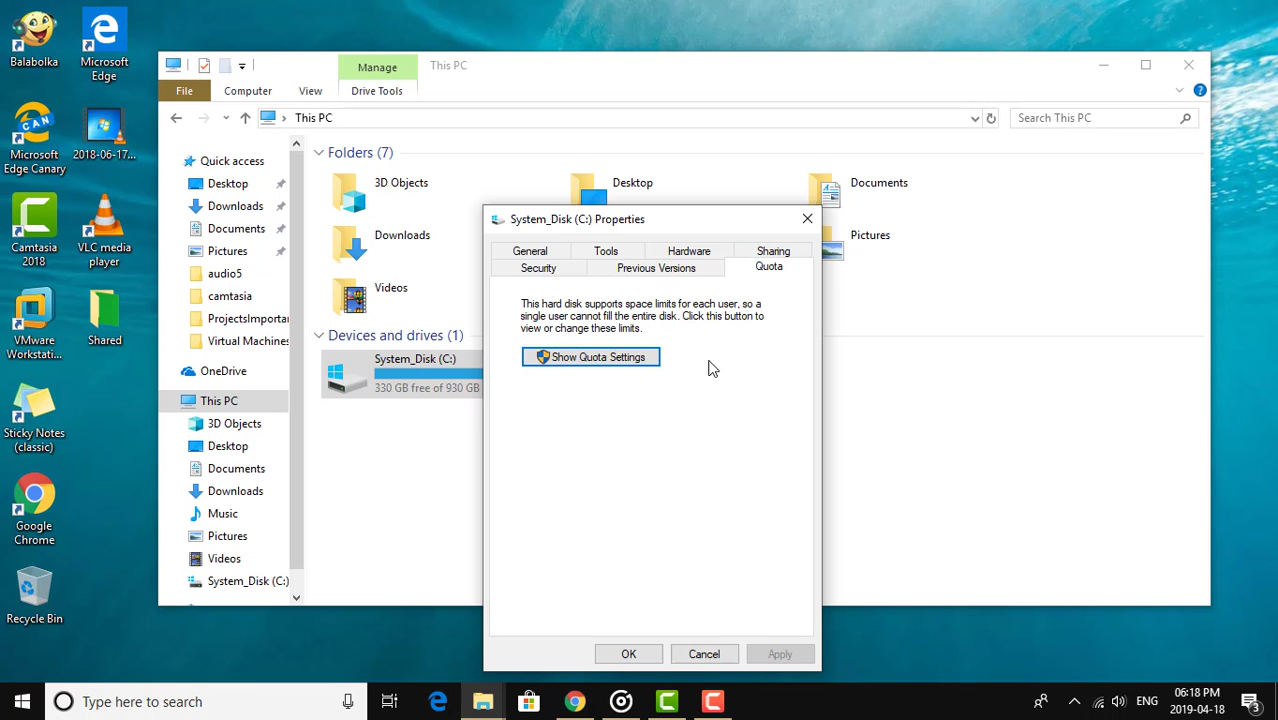 Balabolka
Microsoft
Edge
Microsoft
Edge Canary
2018-06-17...
Camtasia
2018
VLC media
player
VMware
Workstati...
Shared
Sticky Notes
(classic)
Google
Chrome
Recycle Bin
Manage
This PC
File
Computer
View
Drive Tools
This PC
Search This PC
Quick access
Desktop
Downloads
Documents
Pictures
audio5
camtasia
ProjectsImportan
Virtual Machines
OneDrive
This PC
3D Objects
Desktop
Documents
Downloads
Music
Pictures
Videos
System_Disk (C:)
Folders (7)
3D Objects
Desktop
Documents
Downloads
Pictures
Videos
Devices and drives (1)
System_Disk (C:)
330 GB free of 930 GB
System_Disk (C:) Properties
General
Tools
Hardware
Sharing
Security
Previous Versions
Quota
This hard disk supports space limits for each user, so a
single user cannot fill the entire disk. Click this button to
view or change these limits.
Show Quota Settings
OK
Cancel
Apply
Type here to search
ENG
06:18 PM
2019-04-18
3